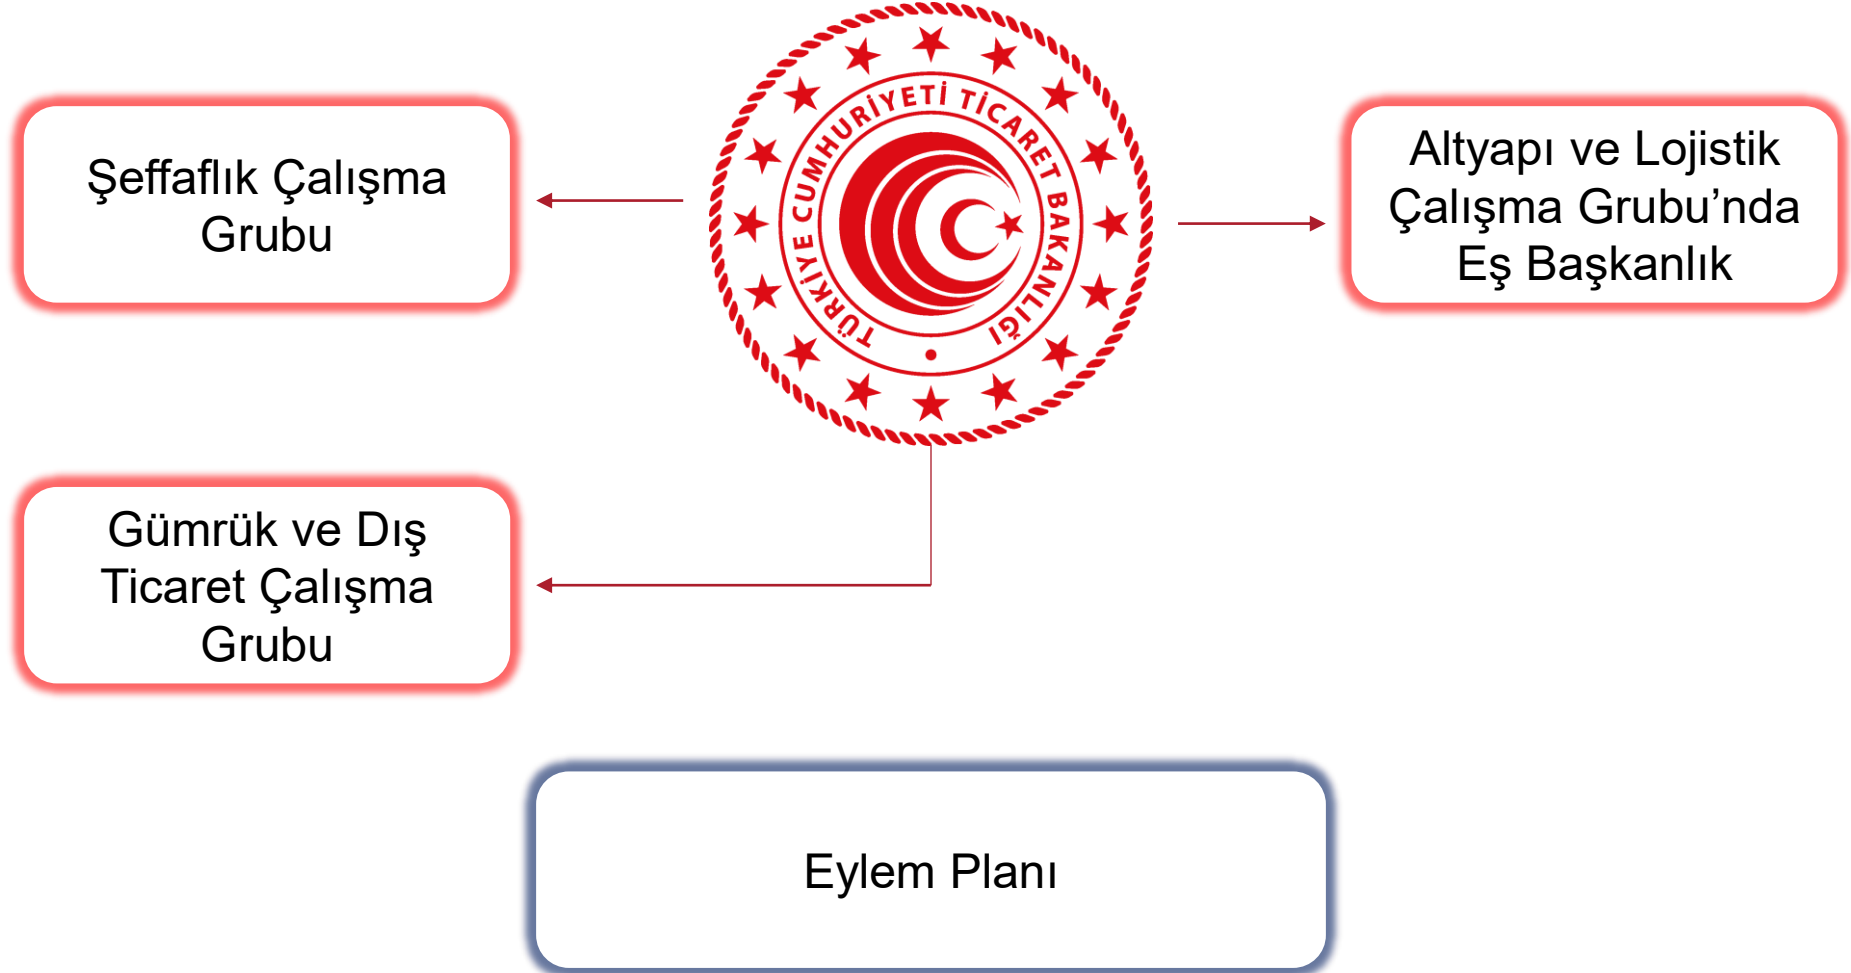 TÜRKİYE CUMHURİYETİ TİCARET BAKANLIĞI
Şeffaflık Çalışma
Grubu
Altyapı ve Lojistik
Çalışma Grubu’nda
Eş Başkanlık
Gümrük ve Dış
Ticaret Çalışma
Grubu
Eylem Planı